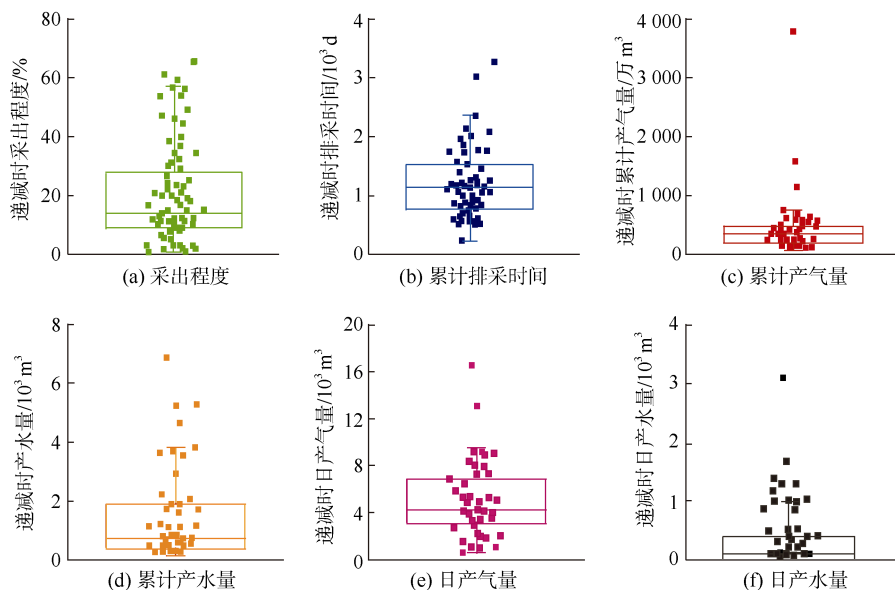 80
60
40
20
0
递减时采出程度/%
(a) 采出程度
4
3
2
1
0
递减时排采时间/10³ d
(b) 累计排采时间
4 000
3 000
2 000
1 000
0
递减时累计产气量/万 m³
(c) 累计产气量
8
6
4
2
0
递减时产水量/10³ m³
(d) 累计产水量
20
16
12
8
4
0
递减时日产气量/10³ m³
(e) 日产气量
4
3
2
1
0
递减时日产水量/10³ m³
(f) 日产水量